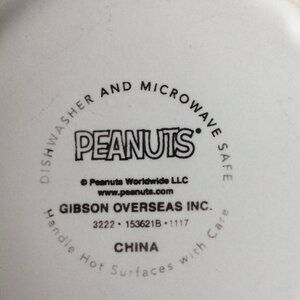 DISHWASHER AND MICROWAVE SAFE
PEANUTS®
© Peanuts Worldwide LLC
www.peanuts.com
GIBSON OVERSEAS INC.
3222 • 153621B • 1117
CHINA
Handle Hot Surfaces with Care